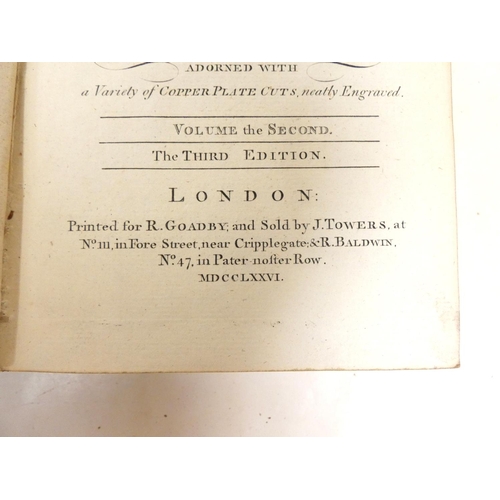 ADORNED WITH
a Variety of COPPER PLATE CUTS, neatly Engraved.
VOLUME the SECOND.
The THIRD EDITION.
LONDON:
Printed for R. GOADBY; and Sold by J. TOWERS, at
No. 111, in Fore Street, near Cripplegate; & R. BALDWIN,
No. 47, in Pater-noſter Row.
MDCCLXXVI.